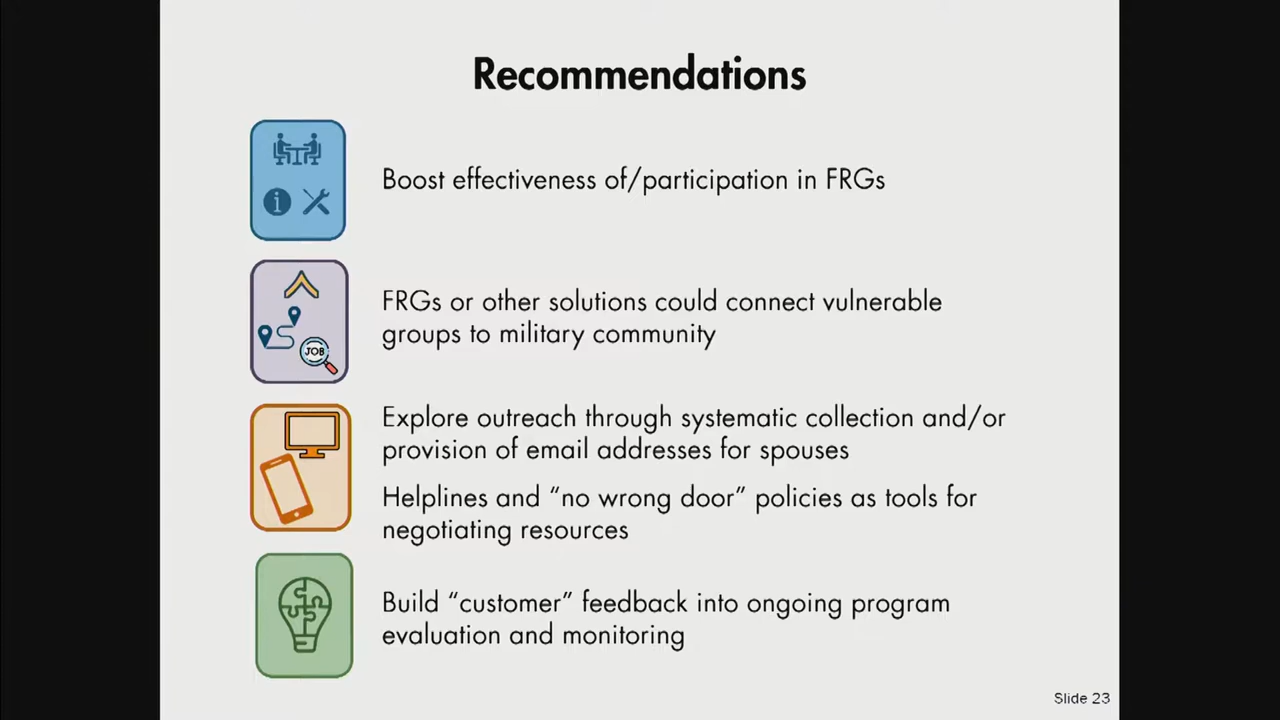 Recommendations
Boost effectiveness of/participation in FRGs
FRGs or other solutions could connect vulnerable
groups to military community
JOB
Explore outreach through systematic collection and/or
provision of email addresses for spouses
Helplines and “no wrong door” policies as tools for
negotiating resources
Build “customer” feedback into ongoing program
evaluation and monitoring
Slide 23